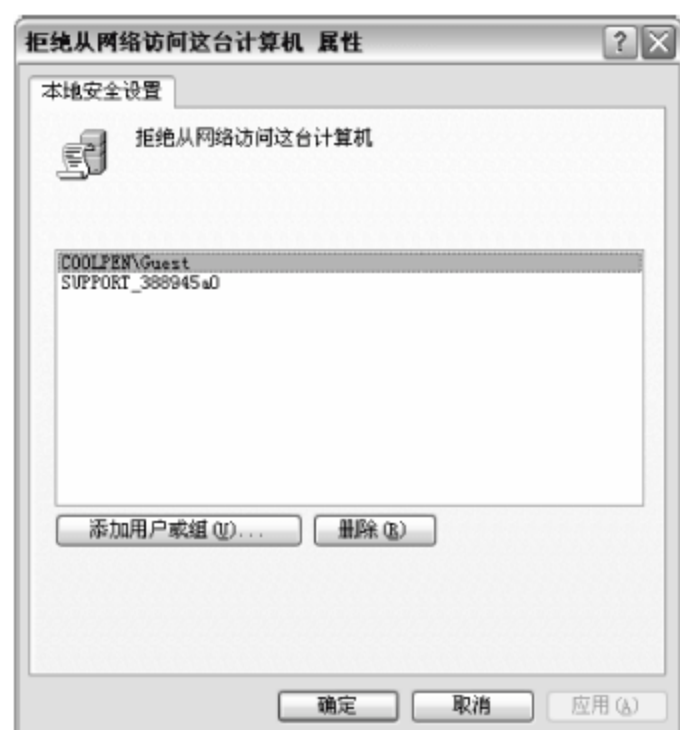 拒绝从网络访问这台计算机 属性
本地安全设置
拒绝从网络访问这台计算机
COOLPEN\Guest
SUPPORT_388945a0
添加用户或组(U)... 删除(R)
确定 取消 应用(A)